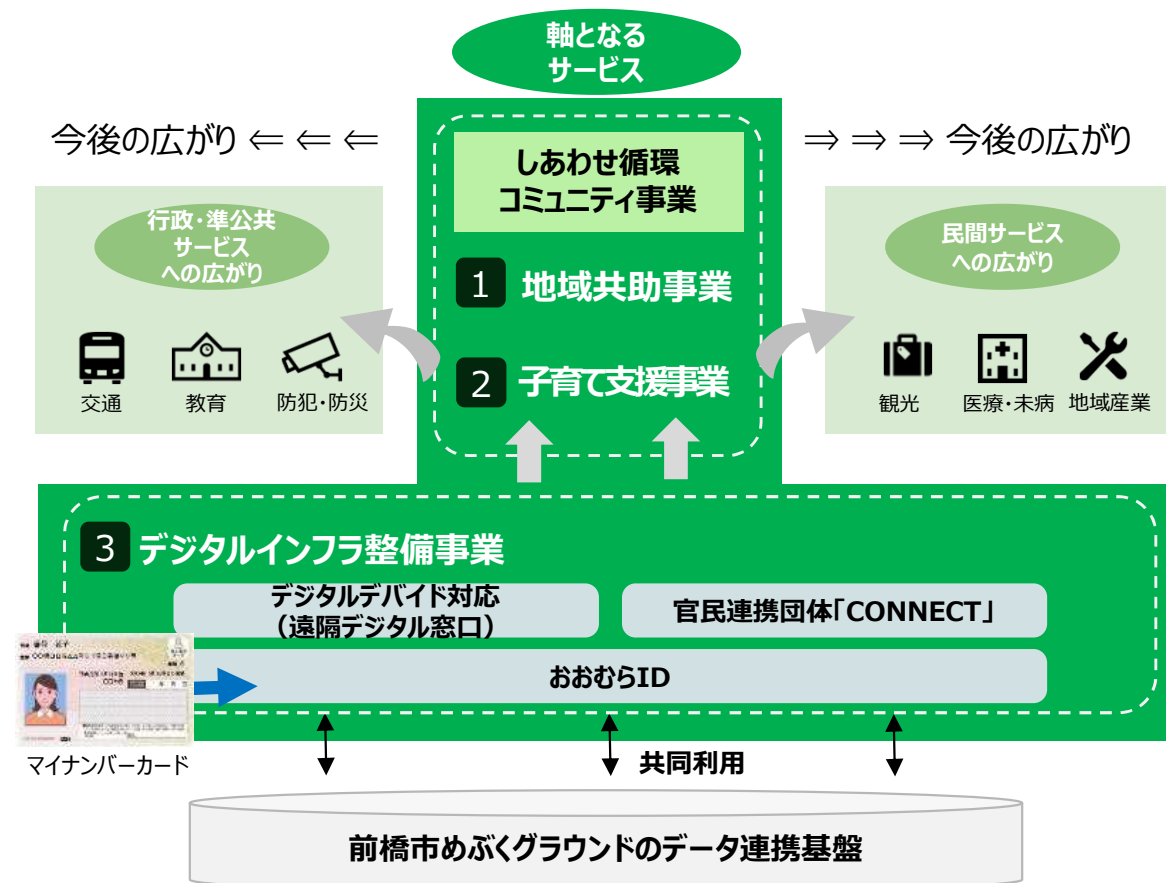 軸となる
サービス
今後の広がり ⇐ ⇐ ⇐
⇒ ⇒ ⇒ 今後の広がり
しあわせ循環
コミュニティ事業
行政・準公共
サービス
への広がり
民間サービス
への広がり
1 地域共助事業
2 子育て支援事業
交通
教育
防犯・防災
観光
医療・未病
地域産業
3 デジタルインフラ整備事業
デジタルデバイド対応
（遠隔デジタル窓口）
官民連携団体「CONNECT」
おおむらID
マイナンバーカード
共同利用
前橋市めぶくグラウンドのデータ連携基盤